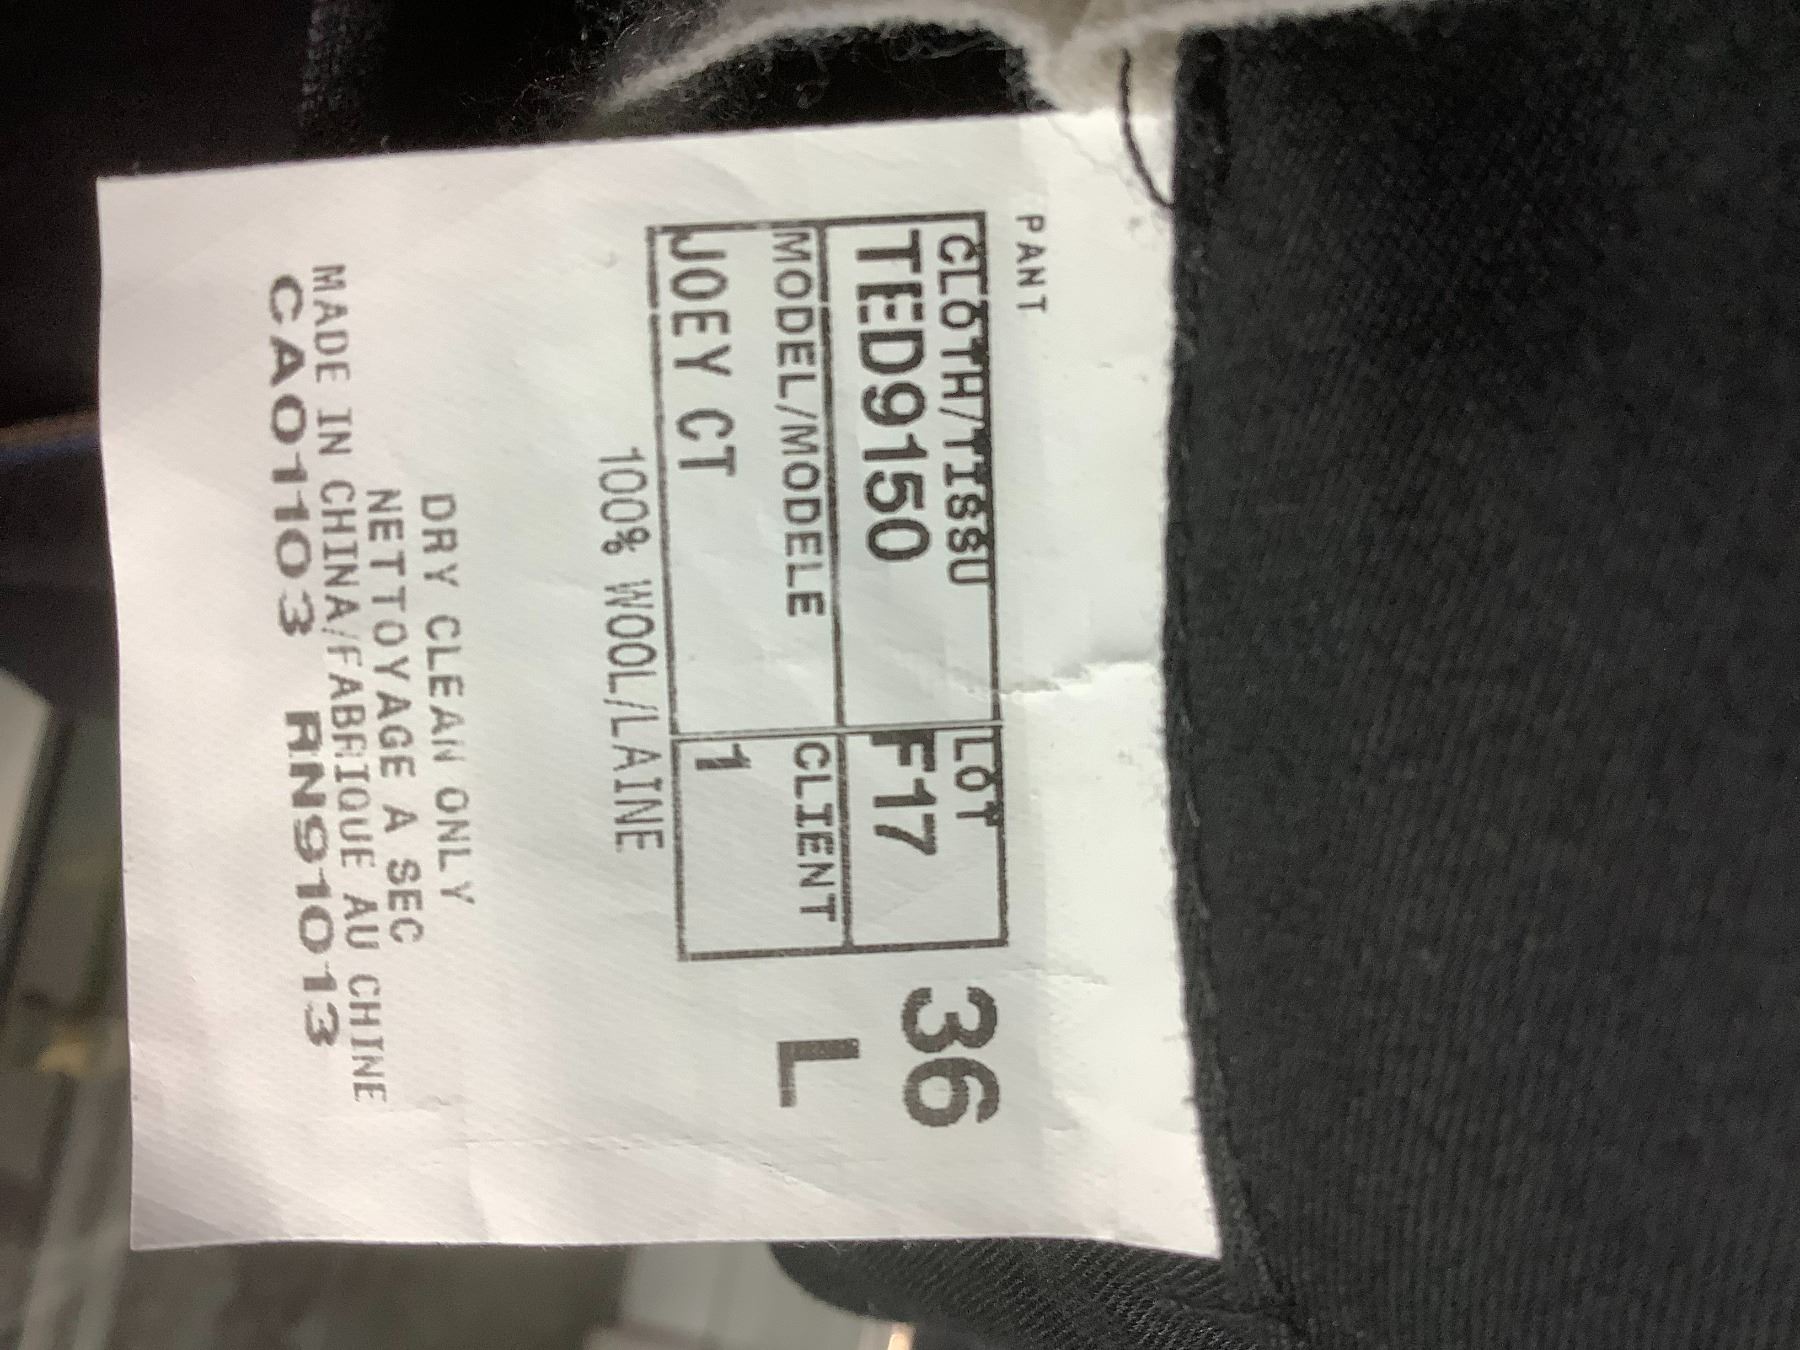 PANT
CLOTH/TISSU LOT
TED9150 F17 36
MODEL/MODELE CLIENT L
JOEY CT 1
100% WOOL/LAINE
DRY CLEAN ONLY
NETTOYAGE A SEC
MADE IN CHINA/FABRIQUE AU CHINE
CA01103 RN91013